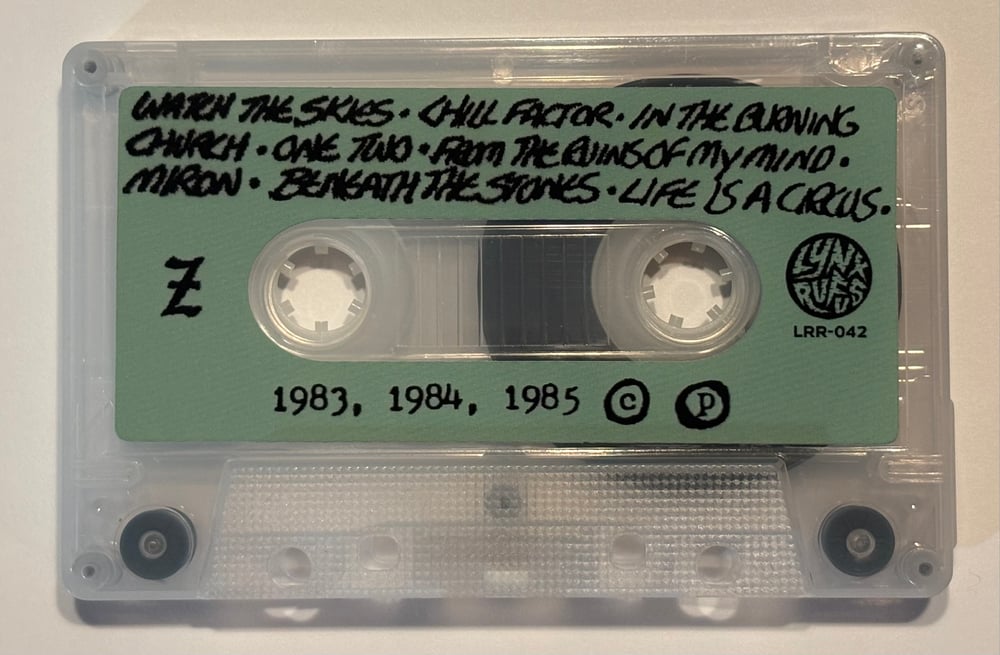 WATCH THE SKIES · CHILL FACTOR · IN THE BURNING
CHURCH · ONE TWO · FROM THE RUINS OF MY MIND ·
MIRON · BENEATH THE STONES · LIFE IS A CIRCUS.
Z
LYNX
RUFUS
LRR-042
1983, 1984, 1985 © ℗